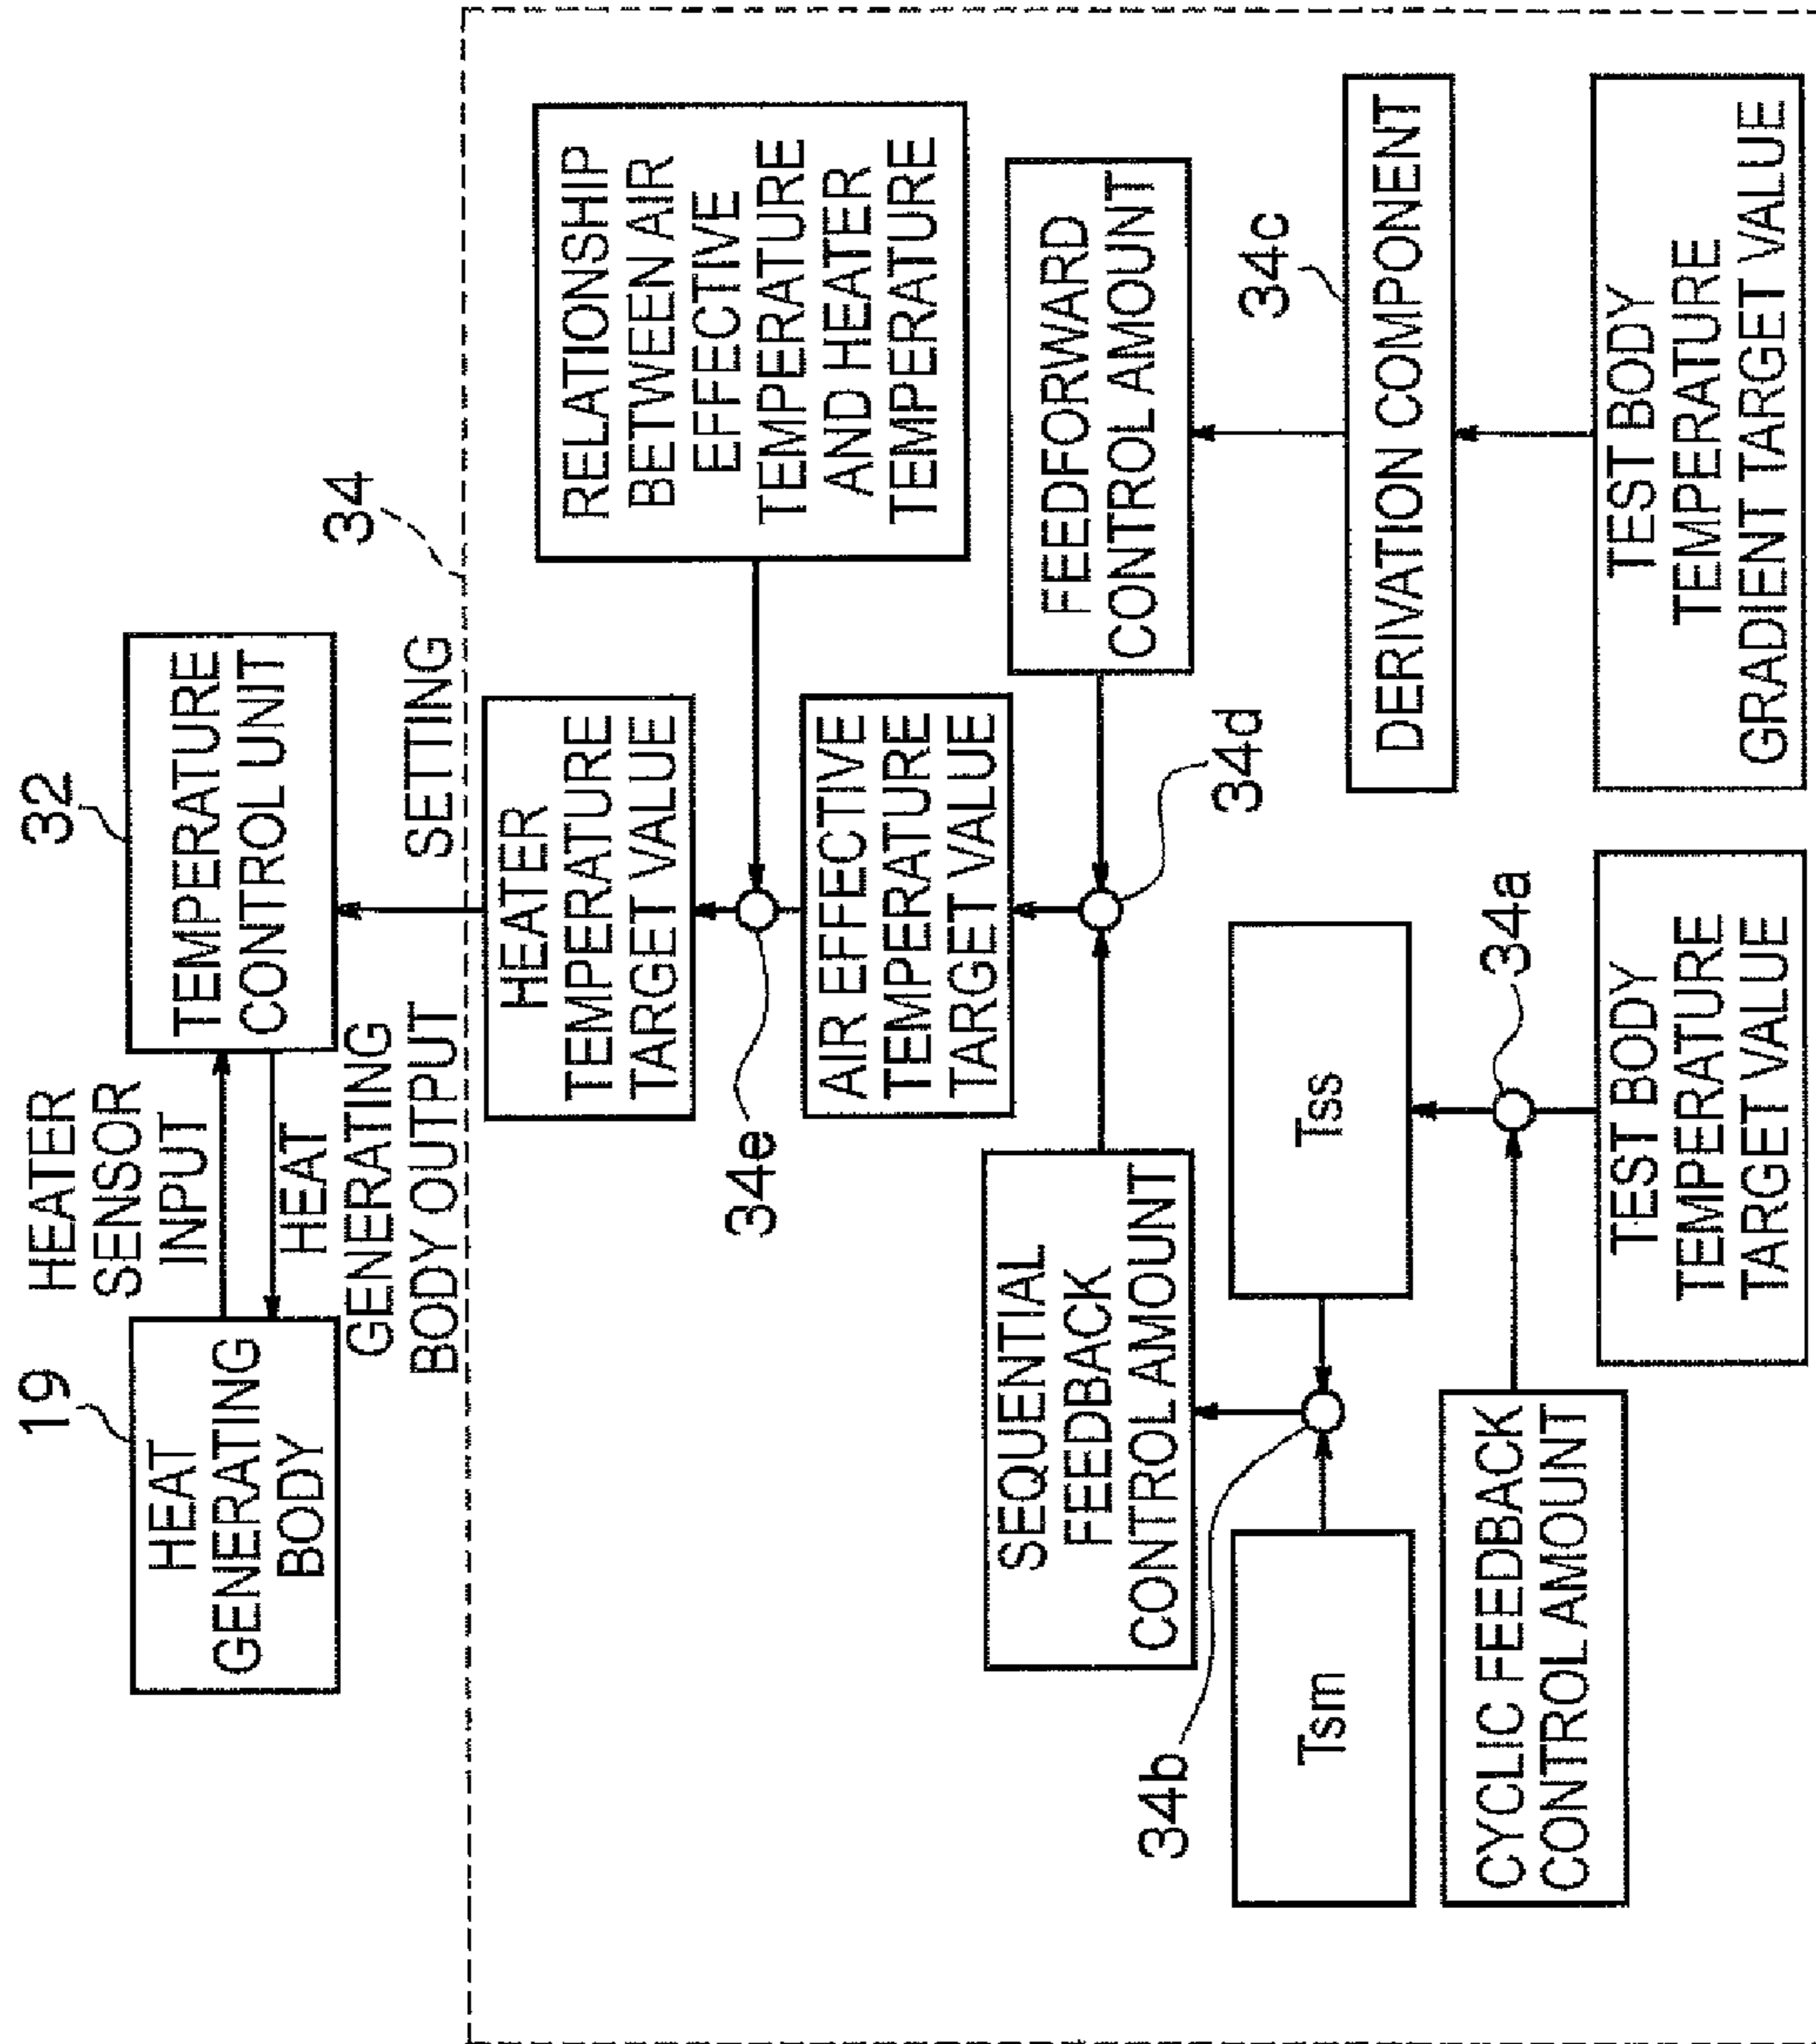 19
HEAT
GENERATING
BODY
HEATER
SENSOR
INPUT
HEAT
GENERATING
BODY OUTPUT
32
TEMPERATURE
CONTROL UNIT
SETTING
34
HEATER
TEMPERATURE
TARGET VALUE
34e
RELATIONSHIP
BETWEEN AIR
EFFECTIVE
TEMPERATURE
AND HEATER
TEMPERATURE
AIR EFFECTIVE
TEMPERATURE
TARGET VALUE
SEQUENTIAL
FEEDBACK
CONTROL AMOUNT
34d
FEEDFORWARD
CONTROL AMOUNT
34b
Tsm
Tss
34c
DERIVATION COMPONENT
CYCLIC FEEDBACK
CONTROL AMOUNT
34a
TEST BODY
TEMPERATURE
TARGET VALUE
TEST BODY
TEMPERATURE
GRADIENT TARGET VALUE